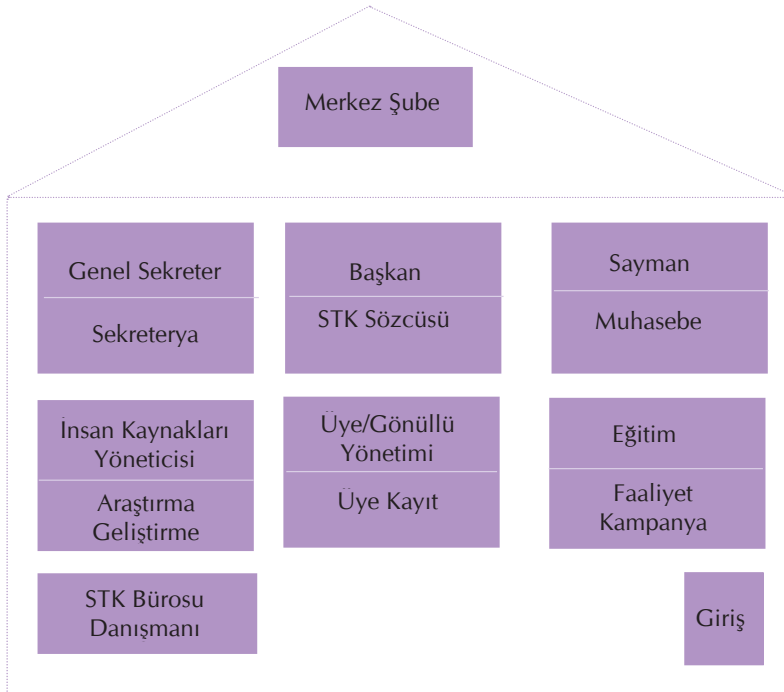 Merkez Şube
Genel Sekreter
Sekreterya
Başkan
STK Sözcüsü
Sayman
Muhasebe
İnsan Kaynakları
Yöneticisi
Araştırma
Geliştirme
Üye/Gönüllü
Yönetimi
Üye Kayıt
Eğitim
Faaliyet
Kampanya
STK Bürosu
Danışmanı
Giriş